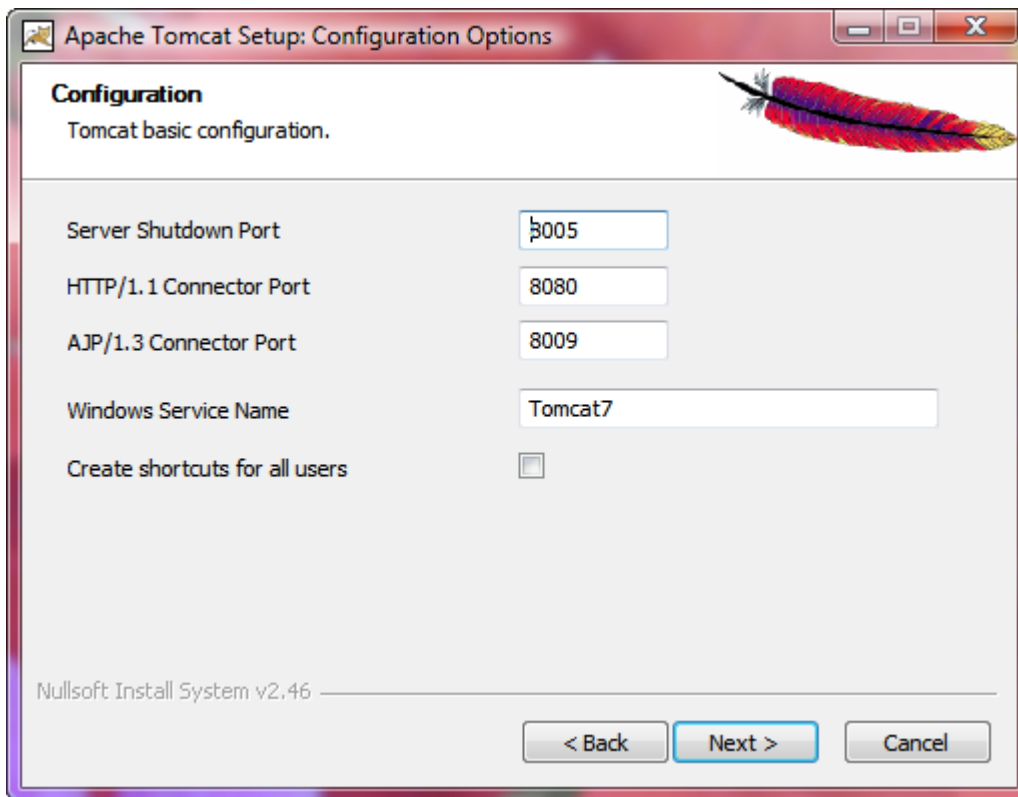 Apache Tomcat Setup: Configuration Options
Configuration
Tomcat basic configuration.
Server Shutdown Port 8005
HTTP/1.1 Connector Port 8080
AJP/1.3 Connector Port 8009
Windows Service Name Tomcat7
Create shortcuts for all users
Nullsoft Install System v2.46
< Back Next > Cancel